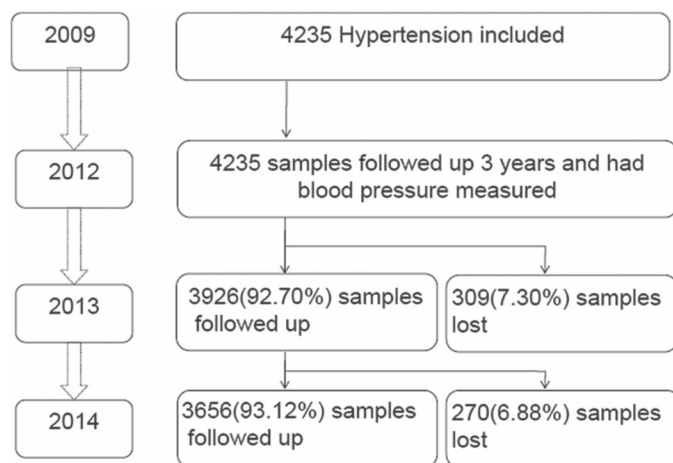 2009
4235 Hypertension included
2012
4235 samples followed up 3 years and had
blood pressure measured
2013
3926(92.70%) samples
followed up
309(7.30%) samples
lost
2014
3656(93.12%) samples
followed up
270(6.88%) samples
lost